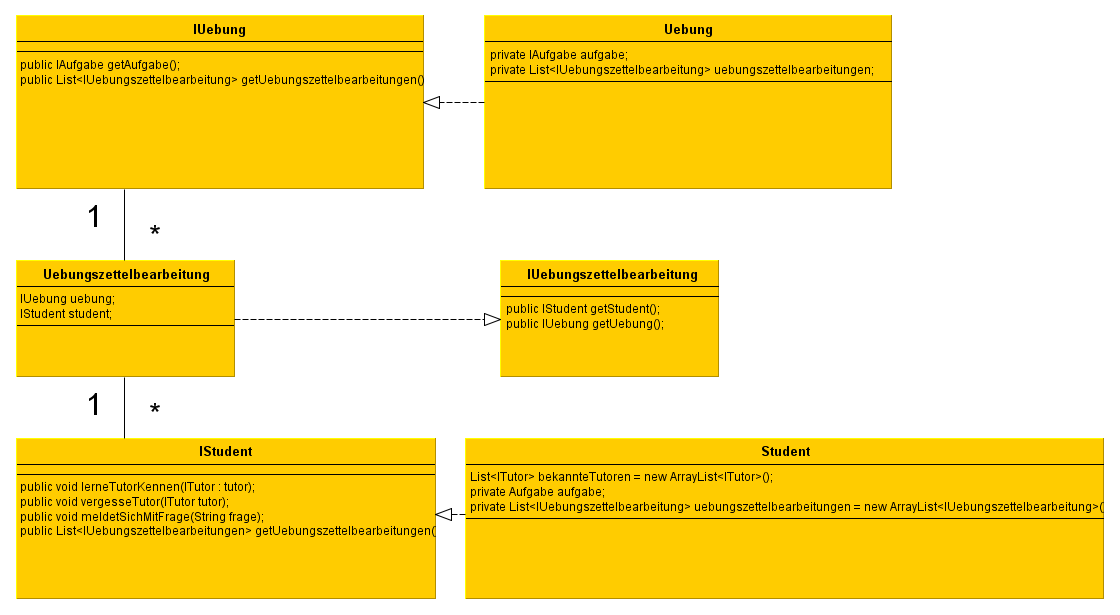 IUebung
public IAufgabe getAufgabe();
public List<IUebungszettelbearbeitung> getUebungszettelbearbeitungen()
Uebung
private IAufgabe aufgabe;
private List<IUebungszettelbearbeitung> uebungszettelbearbeitungen;
1
*
Uebungszettelbearbeitung
IUebung uebung;
IStudent student;
IUebungszettelbearbeitung
public IStudent getStudent();
public IUebung getUebung();
1
*
IStudent
public void lerneTutorKennen(ITutor : tutor);
public void vergesseTutor(ITutor tutor);
public void meldetSichMitFrage(String frage);
public List<IUebungszettelbearbeitungen> getUebungszettelbearbeitungen(
Student
List<ITutor> bekannteTutoren = new ArrayList<ITutor>();
private Aufgabe aufgabe;
private List<IUebungszettelbearbeitung> uebungszettelbearbeitungen = new ArrayList<IUebungszettelbearbeitung>(